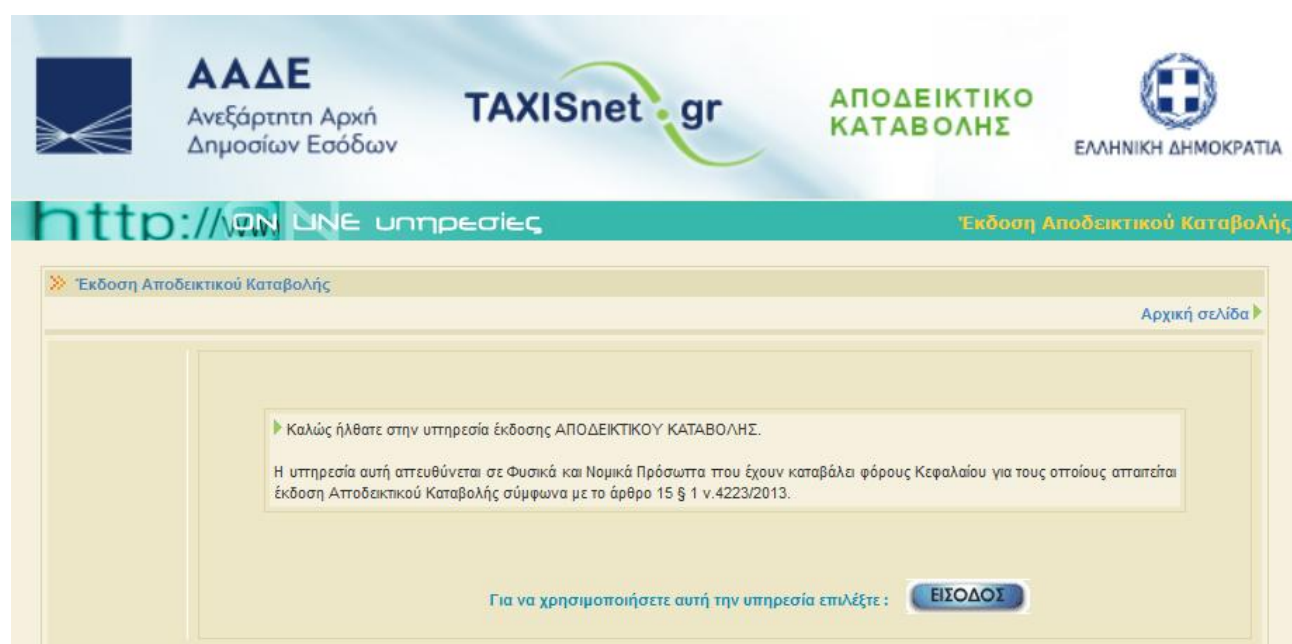 ΑΑΔΕ
Ανεξάρτητη Αρχή
Δημοσίων Εσόδων
TAXISnet gr
ΑΠΟΔΕΙΚΤΙΚΟ
ΚΑΤΑΒΟΛΗΣ
ΕΛΛΗΝΙΚΗ ΔΗΜΟΚΡΑΤΙΑ
http://www ON LINE υπηρεσίες
Έκδοση Αποδεικτικού Καταβολής
Έκδοση Αποδεικτικού Καταβολής
Αρχική σελίδα
Καλώς ήλθατε στην υπηρεσία έκδοσης ΑΠΟΔΕΙΚΤΙΚΟΥ ΚΑΤΑΒΟΛΗΣ.
Η υπηρεσία αυτή απευθύνεται σε Φυσικά και Νομικά Πρόσωπα που έχουν καταβάλει φόρους Κεφαλαίου για τους οποίους απαιτείται
έκδοση Αποδεικτικού Καταβολής σύμφωνα με το άρθρο 15 § 1 ν.4223/2013.
Για να χρησιμοποιήσετε αυτή την υπηρεσία επιλέξτε : ΕΙΣΟΔΟΣ